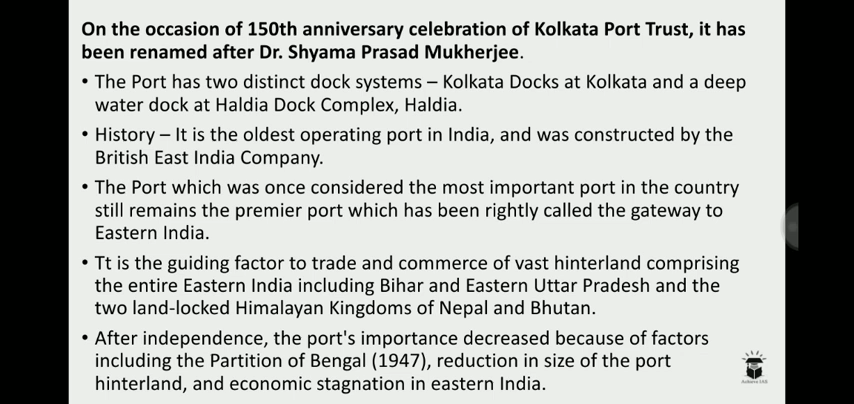 On the occasion of 150th anniversary celebration of Kolkata Port Trust, it has
been renamed after Dr. Shyama Prasad Mukherjee.
• The Port has two distinct dock systems – Kolkata Docks at Kolkata and a deep
water dock at Haldia Dock Complex, Haldia.
• History – It is the oldest operating port in India, and was constructed by the
British East India Company.
• The Port which was once considered the most important port in the country
still remains the premier port which has been rightly called the gateway to
Eastern India.
• Tt is the guiding factor to trade and commerce of vast hinterland comprising
the entire Eastern India including Bihar and Eastern Uttar Pradesh and the
two land-locked Himalayan Kingdoms of Nepal and Bhutan.
• After independence, the port's importance decreased because of factors
including the Partition of Bengal (1947), reduction in size of the port
hinterland, and economic stagnation in eastern India.